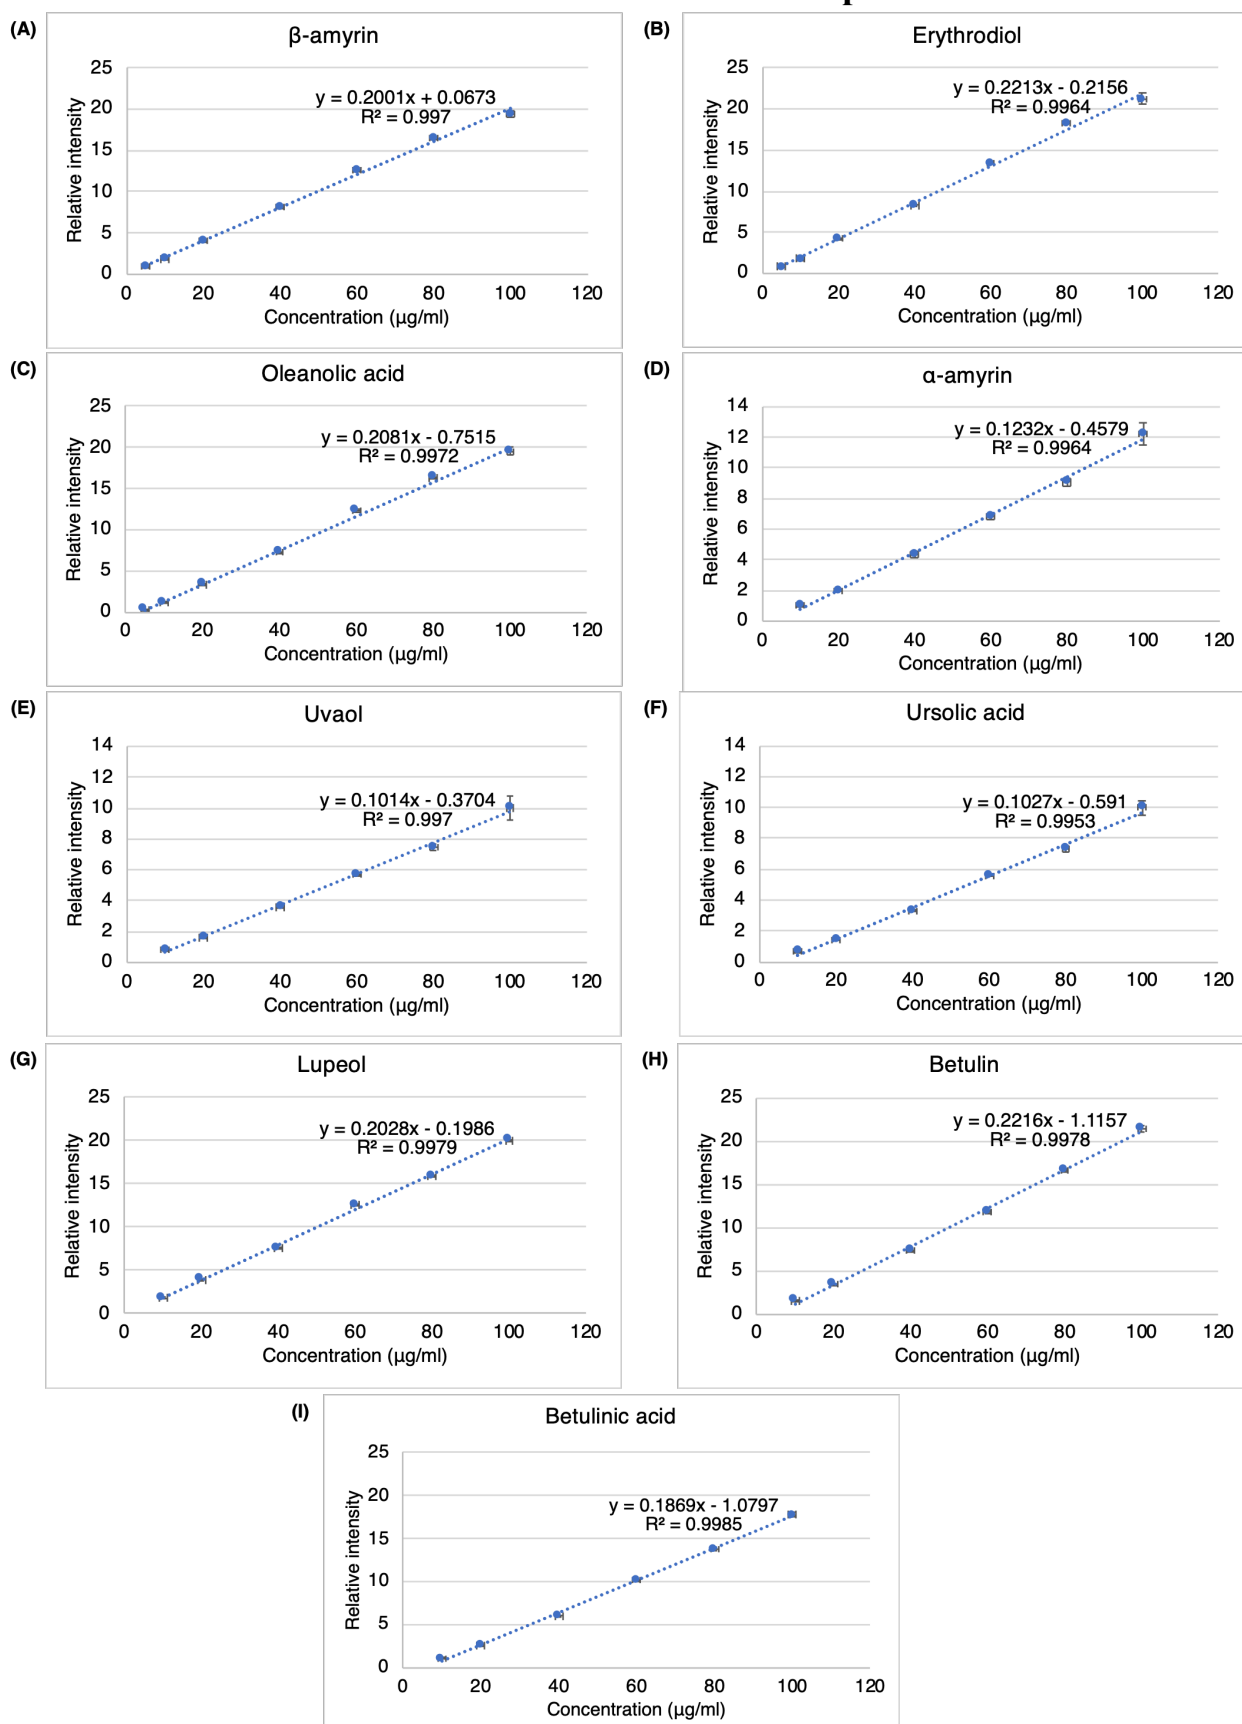 (A)
β-amyrin
25
20
15
10
5
0
Relative intensity
y = 0.2001x + 0.0673
R² = 0.997
0 20 40 60 80 100 120
Concentration (µg/ml)
(B)
Erythrodiol
25
20
15
10
5
0
Relative intensity
y = 0.2213x - 0.2156
R² = 0.9964
0 20 40 60 80 100 120
Concentration (µg/ml)
(C)
Oleanolic acid
25
20
15
10
5
0
Relative intensity
y = 0.2081x - 0.7515
R² = 0.9972
0 20 40 60 80 100 120
Concentration (µg/ml)
(D)
α-amyrin
14
12
10
8
6
4
2
0
Relative intensity
y = 0.1232x - 0.4579
R² = 0.9964
0 20 40 60 80 100 120
Concentration (µg/ml)
(E)
Uvaol
14
12
10
8
6
4
2
0
Relative intensity
y = 0.1014x - 0.3704
R² = 0.997
0 20 40 60 80 100 120
Concentration (µg/ml)
(F)
Ursolic acid
14
12
10
8
6
4
2
0
Relative intensity
y = 0.1027x - 0.591
R² = 0.9953
0 20 40 60 80 100 120
Concentration (µg/ml)
(G)
Lupeol
25
20
15
10
5
0
Relative intensity
y = 0.2028x - 0.1986
R² = 0.9979
0 20 40 60 80 100 120
Concentration (µg/ml)
(H)
Betulin
25
20
15
10
5
0
Relative intensity
y = 0.2216x - 1.1157
R² = 0.9978
0 20 40 60 80 100 120
Concentration (µg/ml)
(I)
Betulinic acid
25
20
15
10
5
0
Relative intensity
y = 0.1869x - 1.0797
R² = 0.9985
0 20 40 60 80 100 120
Concentration (µg/ml)